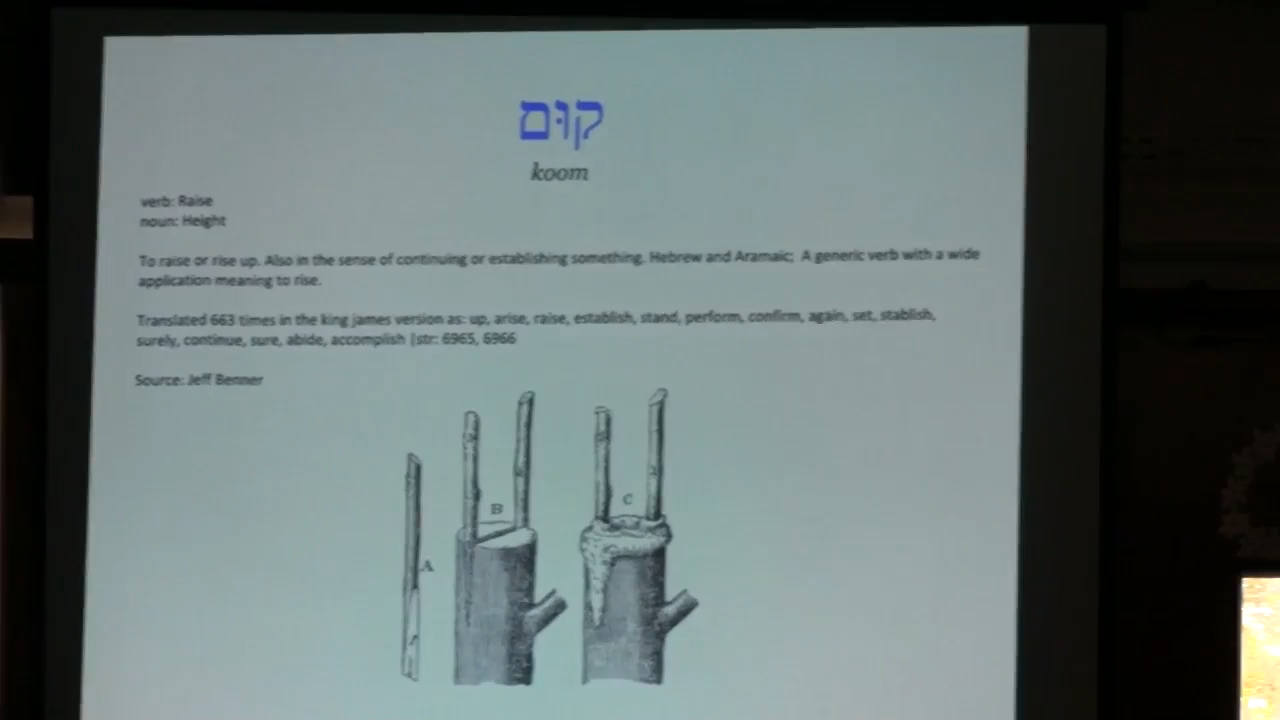 קוּם
koom
verb: Raise
noun: Height
To raise or rise up. Also in the sense of continuing or establishing something. Hebrew and Aramaic; A generic verb with a wide
application meaning to rise.
Translated 663 times in the king james version as: up, arise, raise, establish, stand, perform, confirm, again, set, stablish,
surely, continue, sure, abide, accomplish |str: 6965, 6966
Source: Jeff Benner
B
C
A